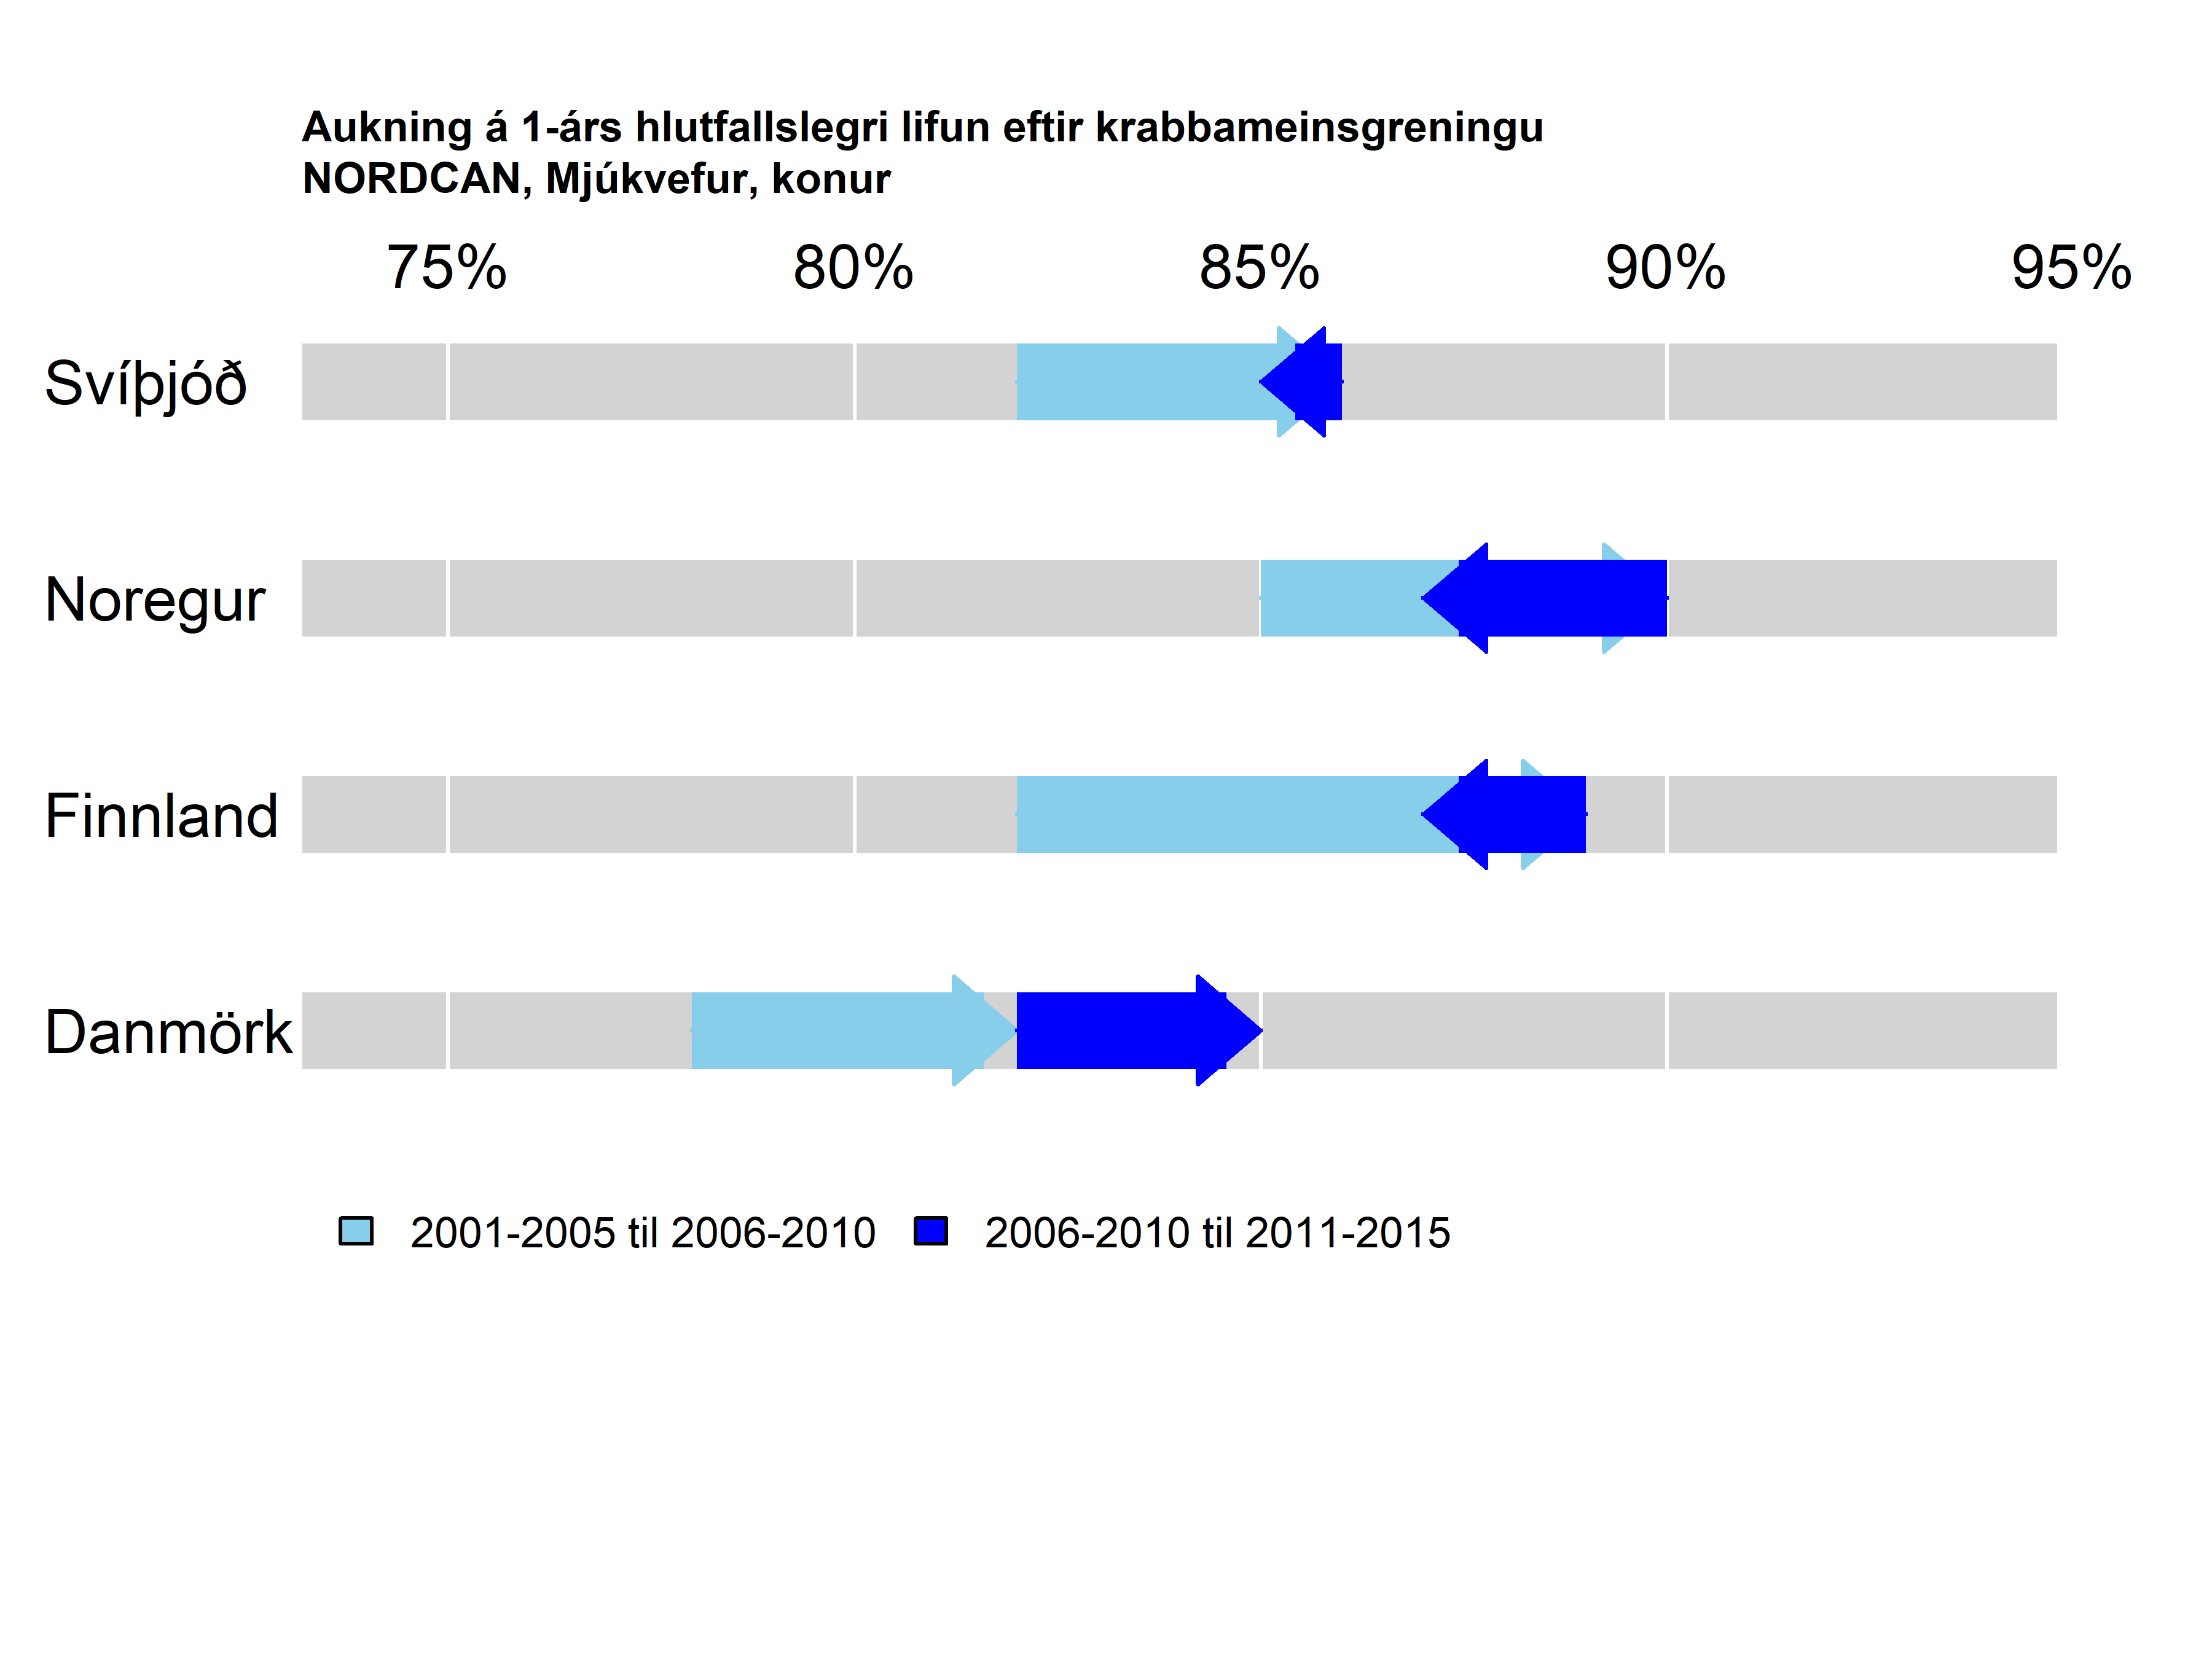 Aukning á 1-árs hlutfallslegri lifun eftir krabbameinsgreningu
NORDCAN, Mjúkvefur, konur
75% 80% 85% 90% 95%
Svíþjóð
Noregur
Finnland
Danmörk
2001-2005 til 2006-2010 2006-2010 til 2011-2015